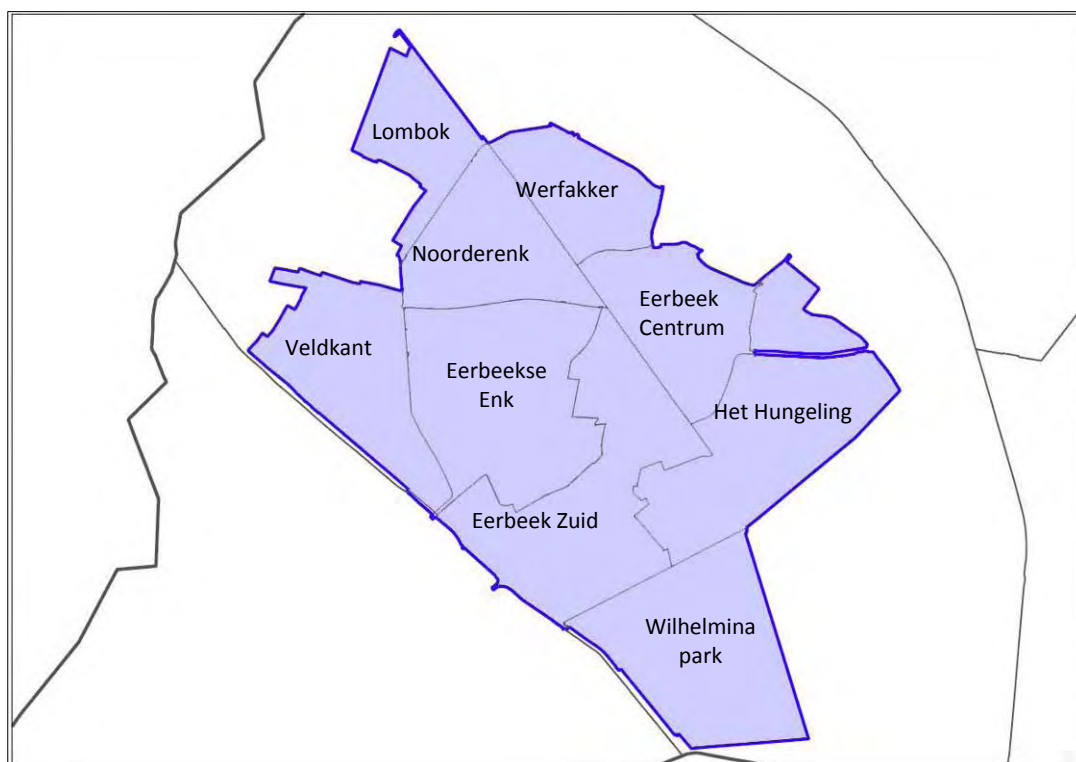 Lombok
Werfakker
Noorderenk
Eerbeek
Centrum
Veldkant
Eerbeekse
Enk
Het Hungeling
Eerbeek Zuid
Wilhelmina
park